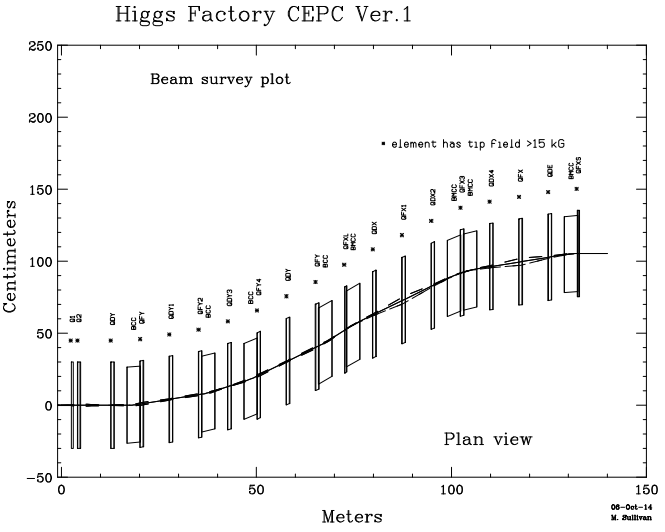 Higgs Factory CEPC Ver.1
250
200
150
100
50
0
−50
Centimeters
Beam survey plot
* element has tip field >15 kG
Q1
Q2
QDY
BCC
QFY
QDY1
QFY2
BCC
QDY3
BCC
QFY4
QDY
QFY
BCC
QFXL
BMCC
QDX
QFX1
QDX2
BMCC
QFX3
BMCC
QDX4
QFX
QDE
BMCC
QFXS
Plan view
0 50 100 150
Meters
06-Oct-14
M. Sullivan